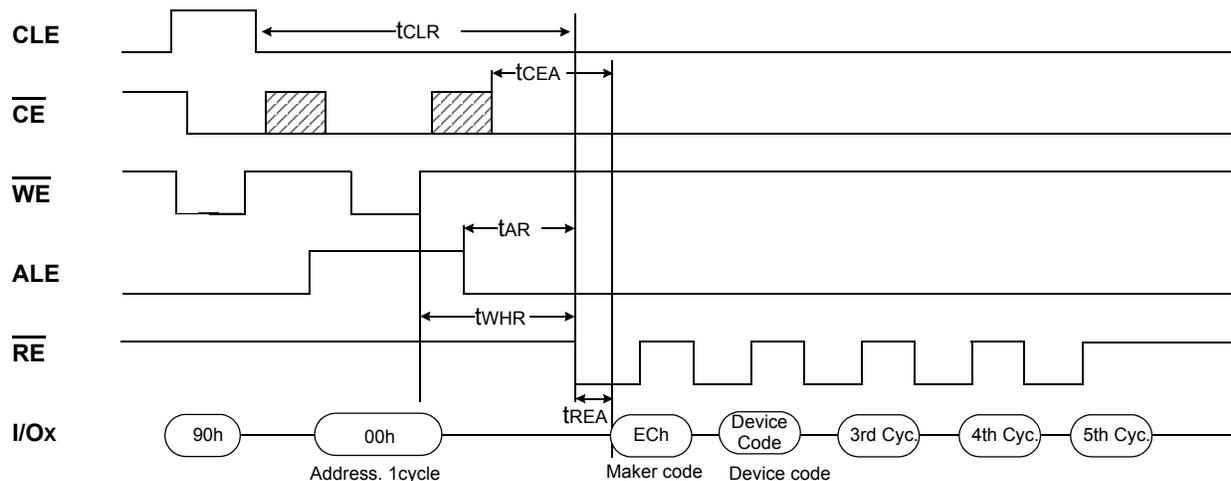 CLE
tCLR
tCEA
CE
WE
tAR
ALE
tWHR
RE
tREA
I/Ox
90h
00h
ECh
Device
Code
3rd Cyc.
4th Cyc.
5th Cyc.
Address. 1cycle
Maker code
Device code